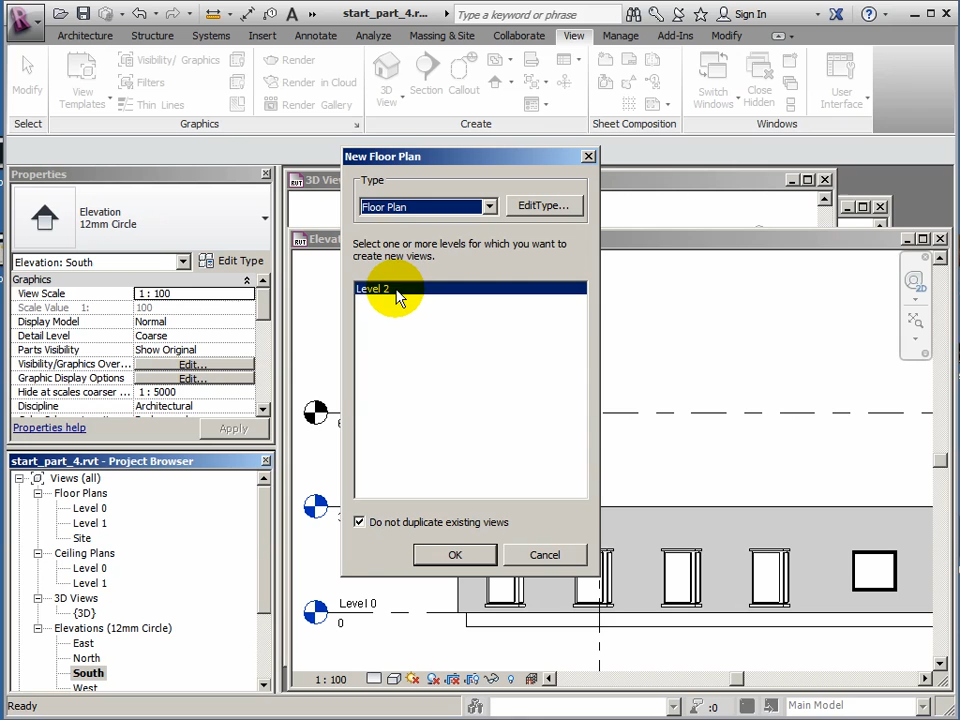 start_part_4.r...
Type a keyword or phrase
Sign In
Architecture Structure Systems Insert Annotate Analyze Massing & Site Collaborate View Manage Add-Ins Modify
Modify
View
Templates
Visibility/ Graphics
Filters
Thin Lines
Render
Render in Cloud
Render Gallery
3D
View
Section
Callout
Switch
Windows
Close
Hidden
User
Interface
Select
Graphics
Create
Sheet Composition
Windows
Properties
Elevation
12mm Circle
Elevation: South
Edit Type
Graphics
View Scale 1 : 100
Scale Value 1: 100
Display Model Normal
Detail Level Coarse
Parts Visibility Show Original
Visibility/Graphics Over... Edit...
Graphic Display Options Edit...
Hide at scales coarser ... 1 : 5000
Discipline Architectural
Properties help
Apply
start_part_4.rvt - Project Browser
Views (all)
Floor Plans
Level 0
Level 1
Site
Ceiling Plans
Level 0
Level 1
3D Views
{3D}
Elevations (12mm Circle)
East
North
South
West
RVT 3D View
RVT Elevat
New Floor Plan
Type
Floor Plan
EditType...
Select one or more levels for which you want to
create new views.
Level 2
Do not duplicate existing views
OK
Cancel
2D
Level 0
0
1 : 100
Ready
:0
Main Model